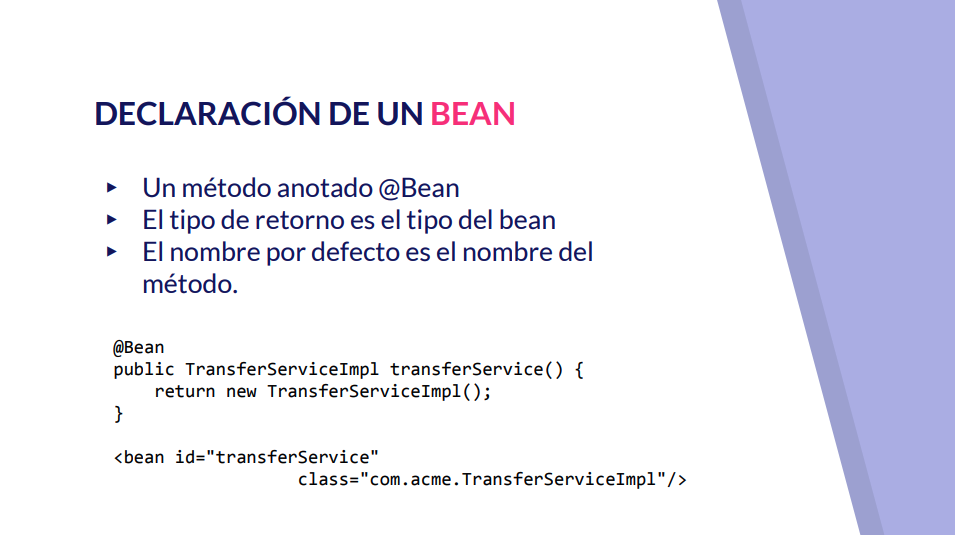 DECLARACIÓN DE UN BEAN
▸ Un método anotado @Bean
▸ El tipo de retorno es el tipo del bean
▸ El nombre por defecto es el nombre del
método.
@Bean
public TransferServiceImpl transferService() {
    return new TransferServiceImpl();
}
<bean id="transferService"
                  class="com.acme.TransferServiceImpl"/>